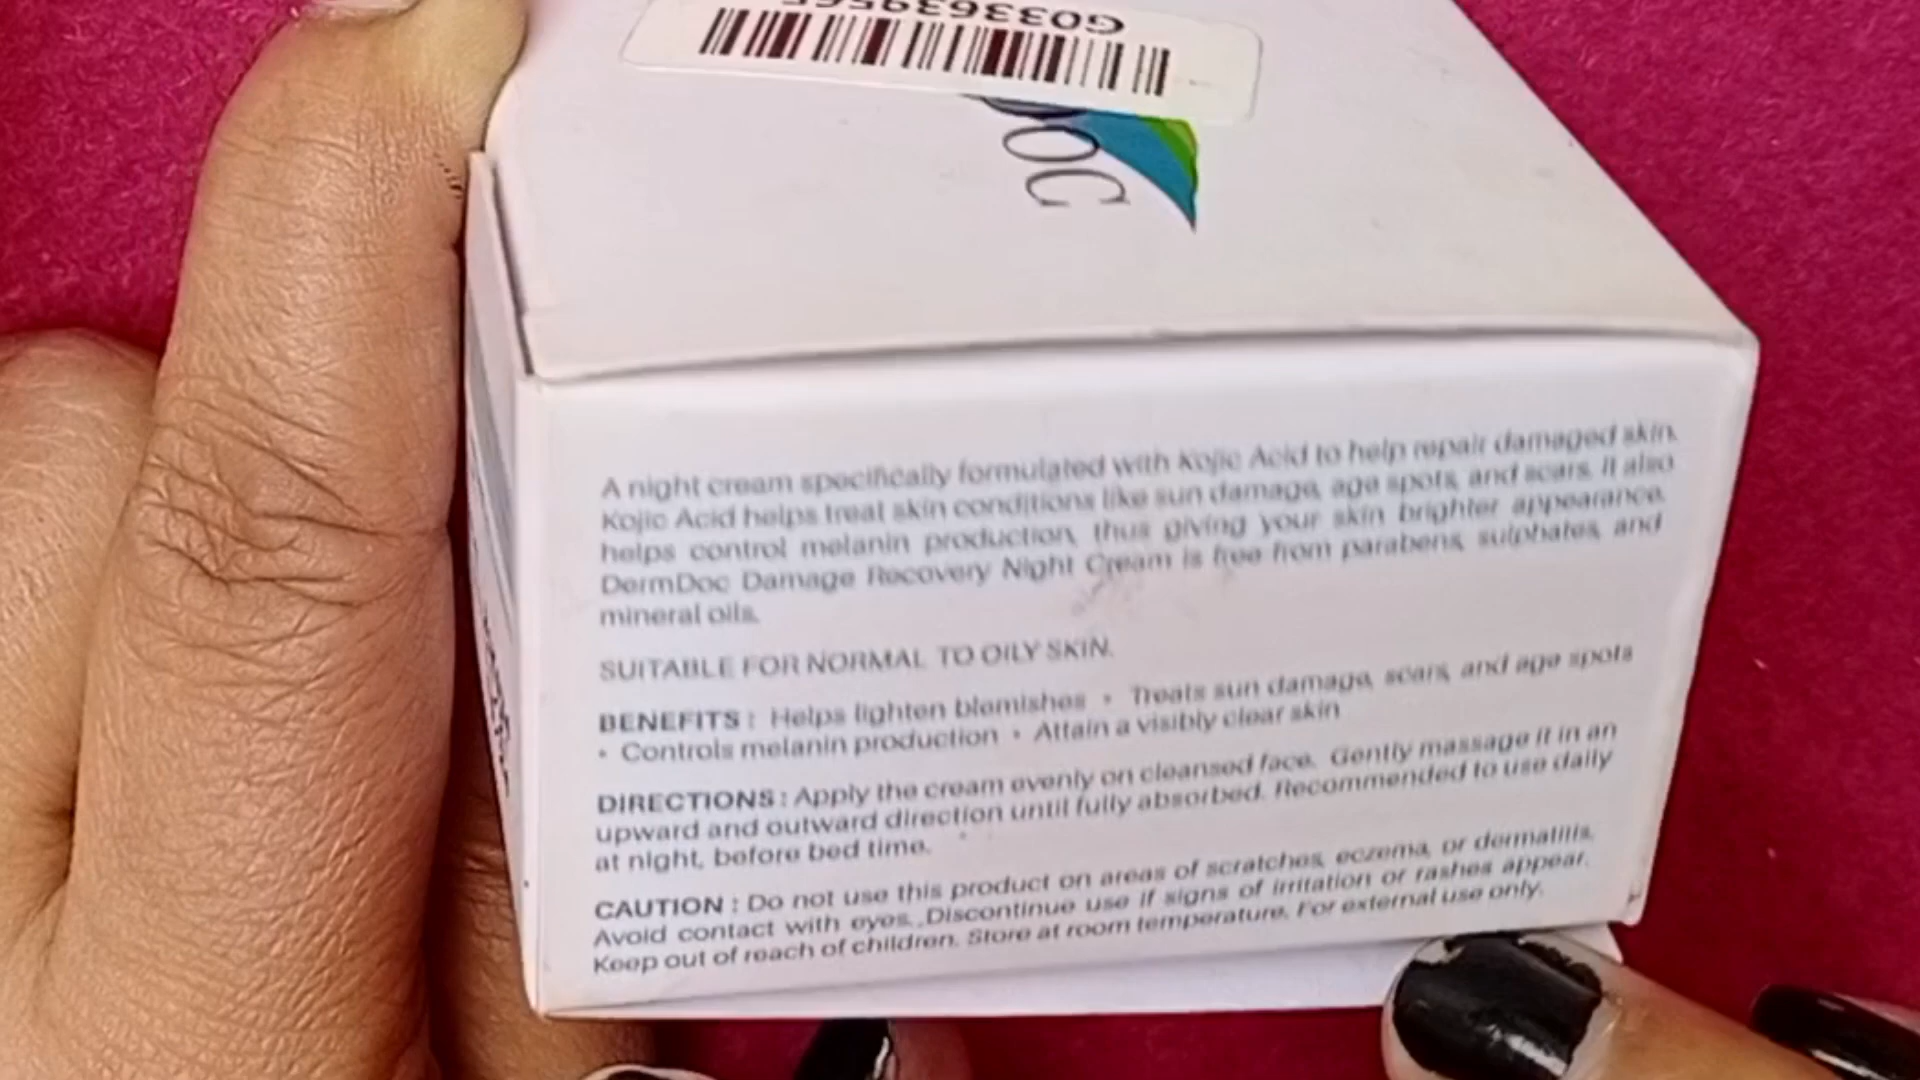 G033639565
DOC
A night cream specifically formulated with Kojic Acid to help repair damaged skin.
Kojic Acid helps treat skin conditions like sun damage, age spots, and scars. It also
helps control melanin production, thus giving your skin brighter appearance.
DermDoc Damage Recovery Night Cream is free from parabens, sulphates, and
mineral oils.
SUITABLE FOR NORMAL TO OILY SKIN.
BENEFITS : Helps lighten blemishes • Treats sun damage, scars, and age spots
• Controls melanin production • Attain a visibly clear skin
DIRECTIONS : Apply the cream evenly on cleansed face. Gently massage it in an
upward and outward direction until fully absorbed. Recommended to use daily
at night, before bed time.
CAUTION : Do not use this product on areas of scratches, eczema, or dermatitis.
Avoid contact with eyes. Discontinue use if signs of irritation or rashes appear.
Keep out of reach of children. Store at room temperature. For external use only.